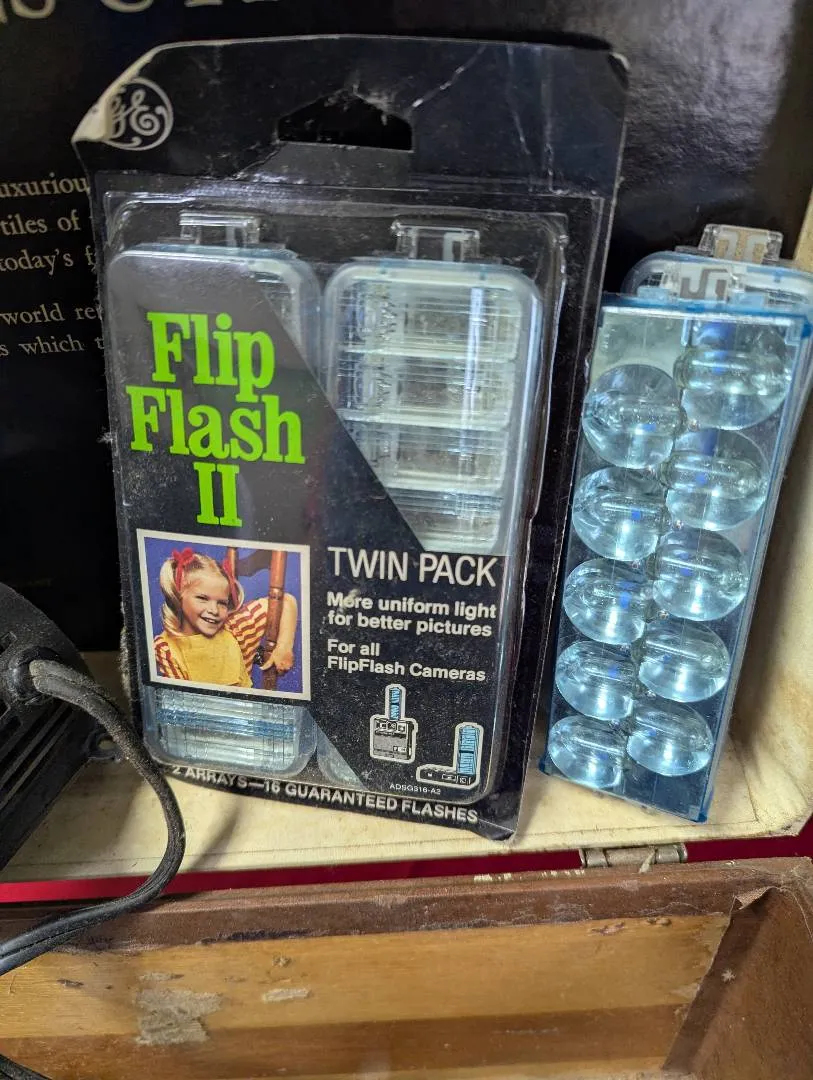 GE
tiles of
today's
world
s which
Flip
Flash
II
TWIN PACK
More uniform light
for better pictures
For all
FlipFlash Cameras
ADSG316-A2
2 ARRAYS—16 GUARANTEED FLASHES